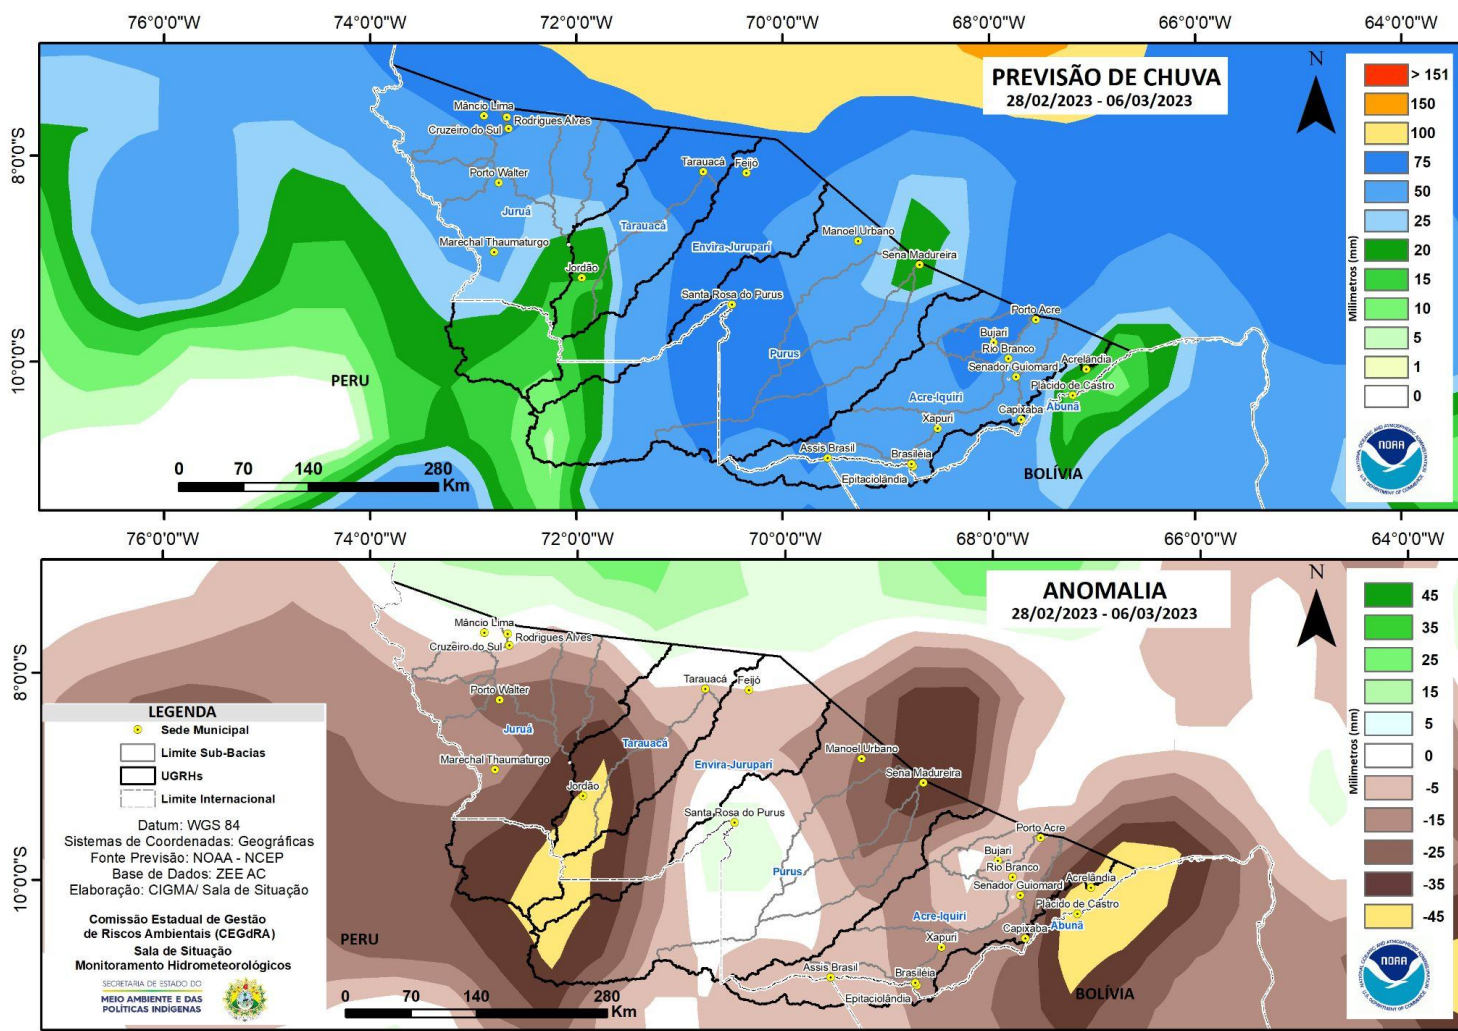 76°0'0"W
74°0'0"W
72°0'0"W
70°0'0"W
68°0'0"W
66°0'0"W
64°0'0"W
8°0'0"S
10°0'0"S
PREVISÃO DE CHUVA
28/02/2023 - 06/03/2023
N
Milímetros (mm)
> 151
150
100
75
50
25
20
15
10
5
1
0
NOAA
Mâncio Lima
Rodrigues Alves
Cruzeiro do Sul
Porto Walter
Juruá
Marechal Thaumaturgo
Jordão
Tarauacá
Feijó
Tarauacá
Envira-Jurupari
Manoel Urbano
Sena Madureira
Santa Rosa do Purus
Purus
Porto Acre
Bujari
Rio Branco
Senador Guiomard
Acrelândia
Plácido de Castro
Abunã
Acre-Iquiri
Capixaba
Xapuri
Assis Brasil
Brasiléia
Epitaciolândia
PERU
BOLÍVIA
0 70 140 280
Km
76°0'0"W
74°0'0"W
72°0'0"W
70°0'0"W
68°0'0"W
66°0'0"W
64°0'0"W
8°0'0"S
10°0'0"S
ANOMALIA
28/02/2023 - 06/03/2023
N
Milímetros (mm)
45
35
25
15
5
0
-5
-15
-25
-35
-45
NOAA
Mâncio Lima
Rodrigues Alves
Cruzeiro do Sul
Porto Walter
Juruá
Marechal Thaumaturgo
Jordão
Tarauacá
Feijó
Tarauacá
Envira-Jurupari
Manoel Urbano
Sena Madureira
Santa Rosa do Purus
Purus
Porto Acre
Bujari
Rio Branco
Senador Guiomard
Acrelândia
Plácido de Castro
Abunã
Acre-Iquiri
Capixaba
Xapuri
Assis Brasil
Brasiléia
Epitaciolândia
PERU
BOLÍVIA
0 70 140 280
Km
LEGENDA
Sede Municipal
Limite Sub-Bacias
UGRHs
Limite Internacional
Datum: WGS 84
Sistemas de Coordenadas: Geográficas
Fonte Previsão: NOAA - NCEP
Base de Dados: ZEE AC
Elaboração: CIGMA/ Sala de Situação
Comissão Estadual de Gestão
de Riscos Ambientais (CEGdRA)
Sala de Situação
Monitoramento Hidrometeorológicos
SECRETARIA DE ESTADO DO
MEIO AMBIENTE E DAS
POLÍTICAS INDÍGENAS